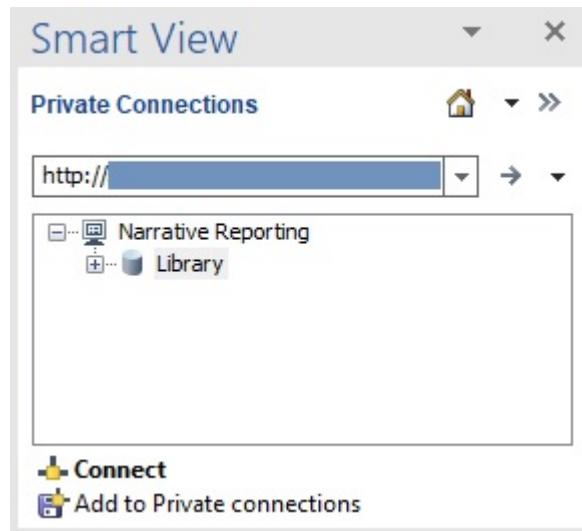 Smart View
Private Connections
http://
Narrative Reporting
Library
Connect
Add to Private connections